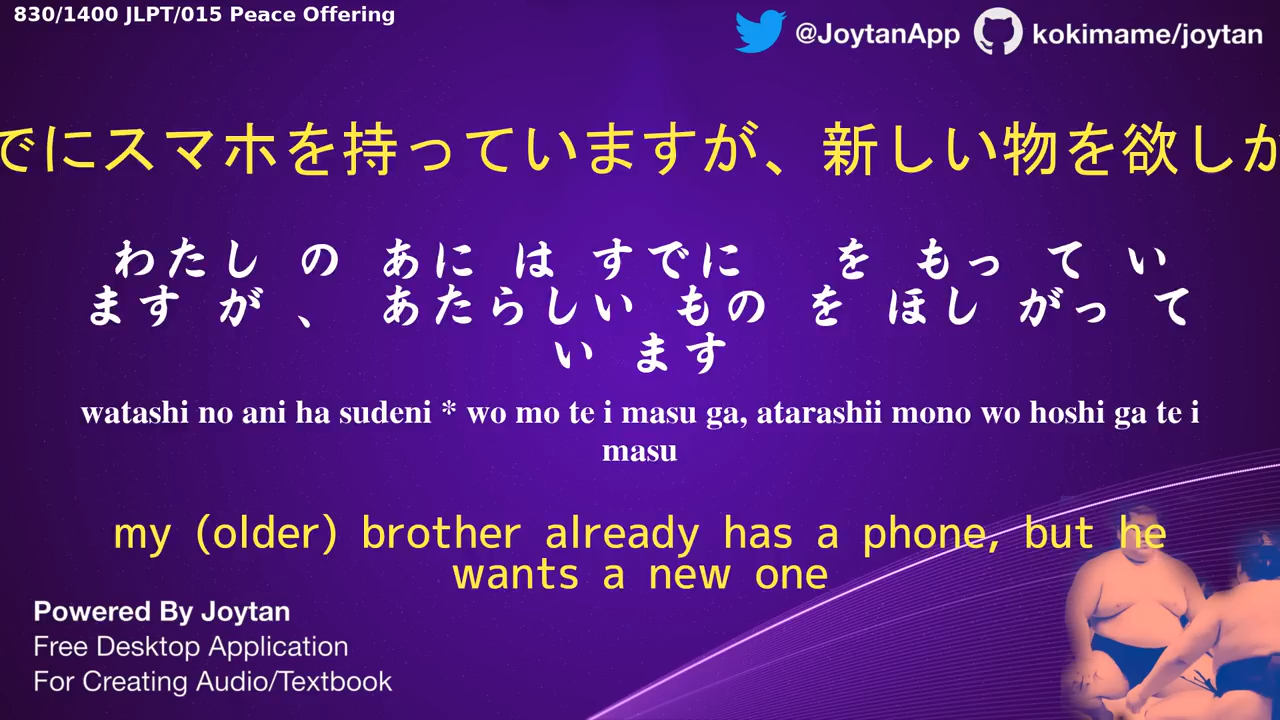 830/1400 JLPT/015 Peace Offering
@JoytanApp kokimame/joytan
でにスマホを持っていますが、新しい物を欲しが
わたし の あに は すでに を もっ て い
ます が 、 あたらしい もの を ほし がっ て
い ます
watashi no ani ha sudeni * wo mo te i masu ga, atarashii mono wo hoshi ga te i
masu
my (older) brother already has a phone, but he
wants a new one
Powered By Joytan
Free Desktop Application
For Creating Audio/Textbook